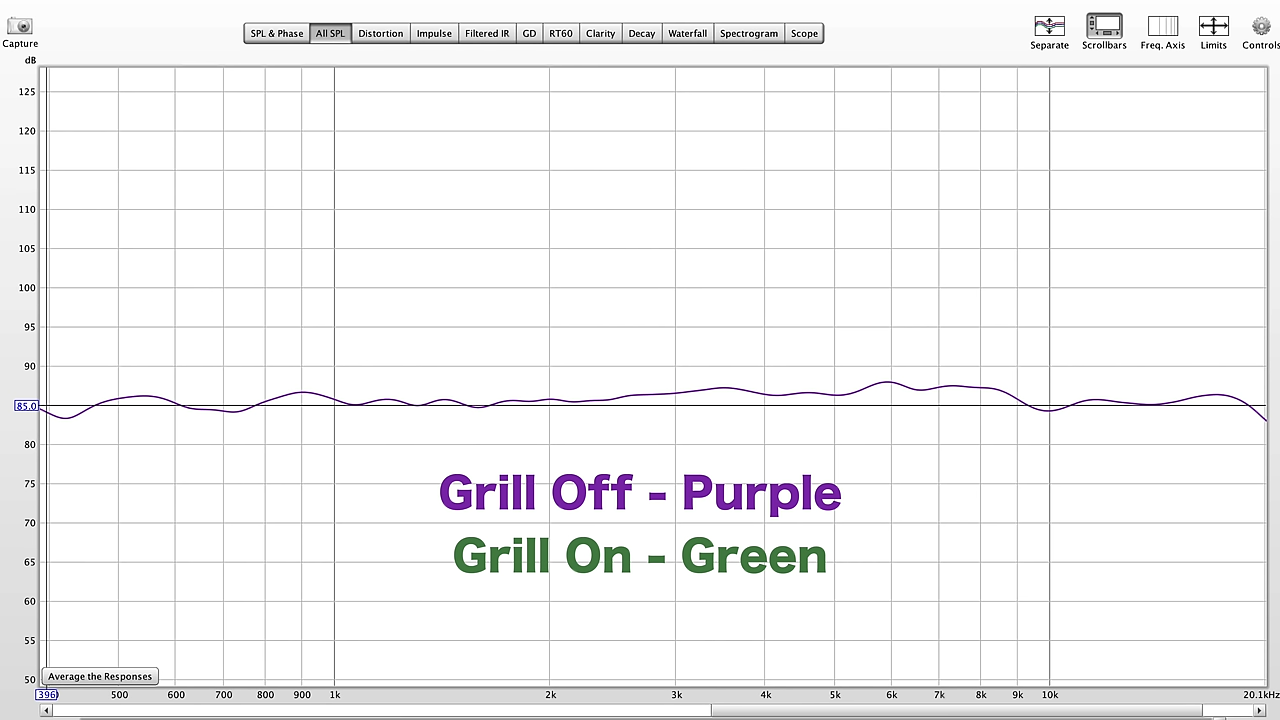 Capture
SPL & Phase All SPL Distortion Impulse Filtered IR GD RT60 Clarity Decay Waterfall Spectrogram Scope
Separate Scrollbars Freq. Axis Limits Controls
dB
125
120
115
110
105
100
95
90
85.0
80
75
70
65
60
55
50
Grill Off - Purple
Grill On - Green
Average the Responses
396 500 600 700 800 900 1k 2k 3k 4k 5k 6k 7k 8k 9k 10k 20.1kHz